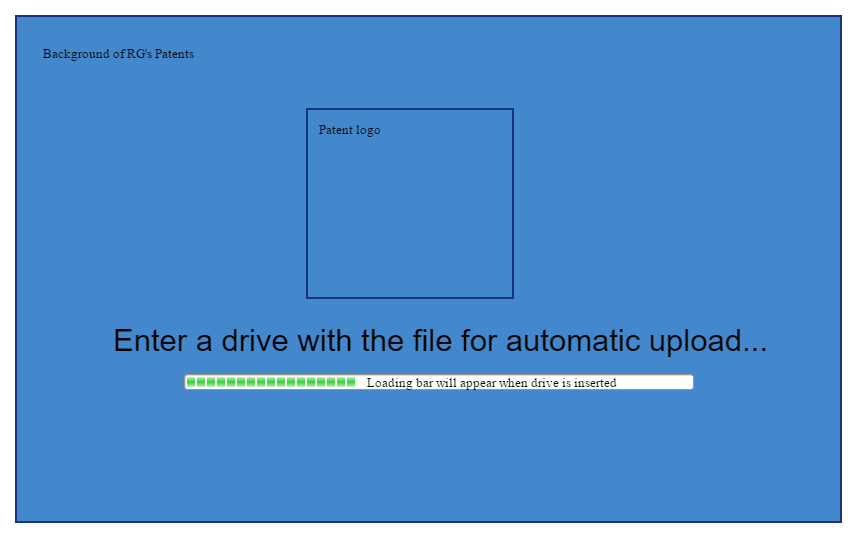 Background of RG's Patents
Patent logo
Enter a drive with the file for automatic upload...
Loading bar will appear when drive is inserted